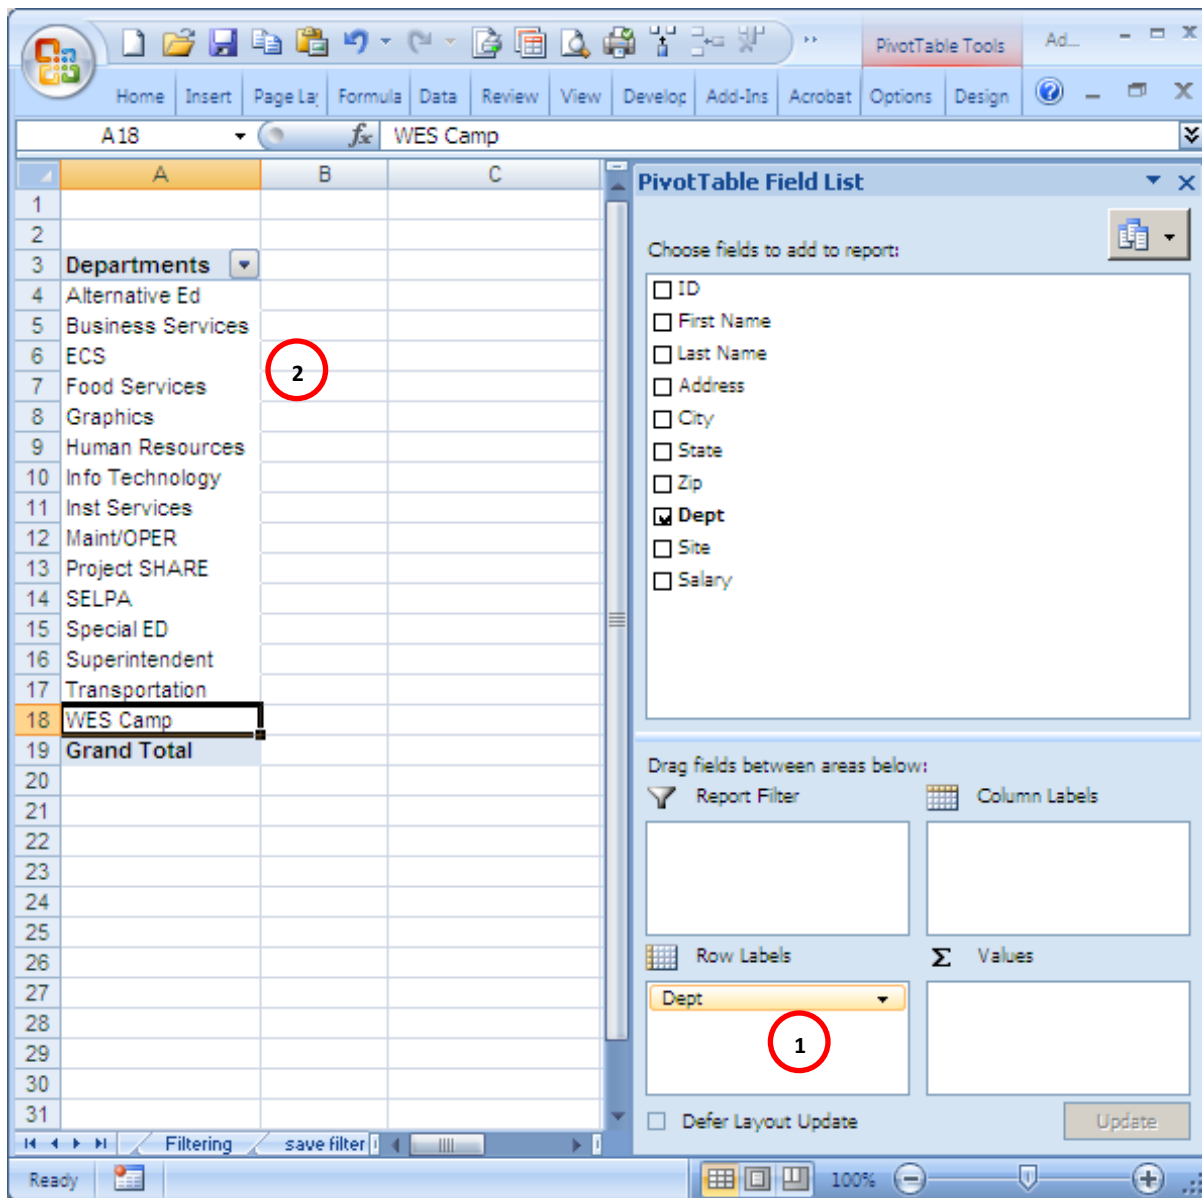 PivotTable Tools
Ad...
Home Insert Page La Formula Data Review View Develop Add-Ins Acrobat Options Design
A18 fx WES Camp
A B C
PivotTable Field List
1
2
Choose fields to add to report:
3 Departments
4 Alternative Ed
ID
5 Business Services
First Name
6 ECS
Last Name
2
7 Food Services
Address
8 Graphics
City
9 Human Resources
State
10 Info Technology
Zip
11 Inst Services
Dept
12 Maint/OPER
Site
13 Project SHARE
Salary
14 SELPA
15 Special ED
16 Superintendent
17 Transportation
18 WES Camp
19 Grand Total
Drag fields between areas below:
20
Report Filter Column Labels
21
22
23
24
25
26
Row Labels Σ Values
27
Dept
28
1
29
30
31
Defer Layout Update Update
Filtering save filter
Ready 100%